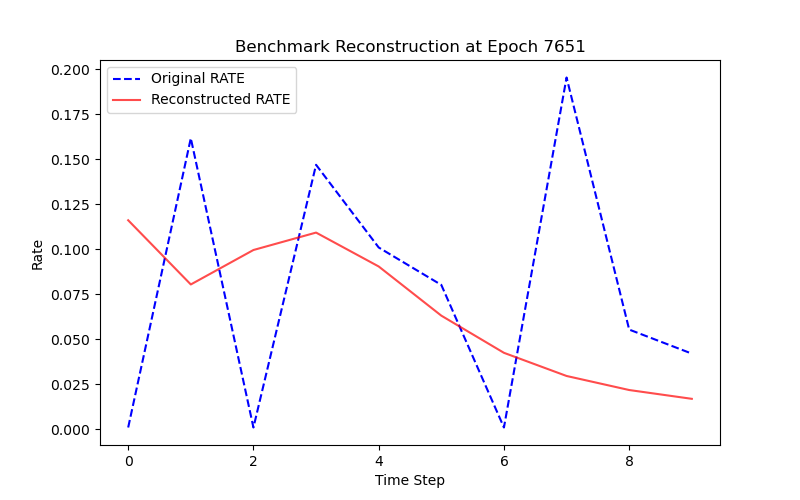 Benchmark Reconstruction at Epoch 7651
Original RATE
Reconstructed RATE
0.200
0.175
0.150
0.125
0.100
0.075
0.050
0.025
0.000
Rate
0 2 4 6 8
Time Step